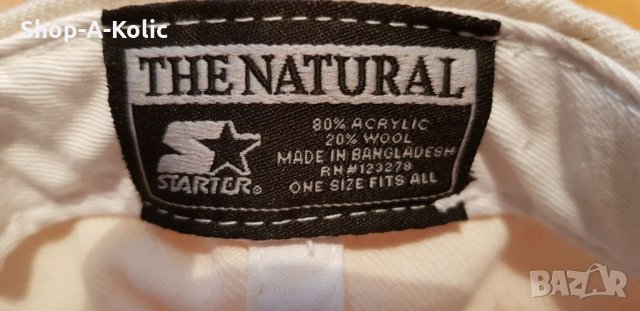 Shop-A-Kolic
THE NATURAL
STARTER®
80% ACRYLIC
20% WOOL
MADE IN BANGLADESH
RN#123278
ONE SIZE FITS ALL
BAZAR